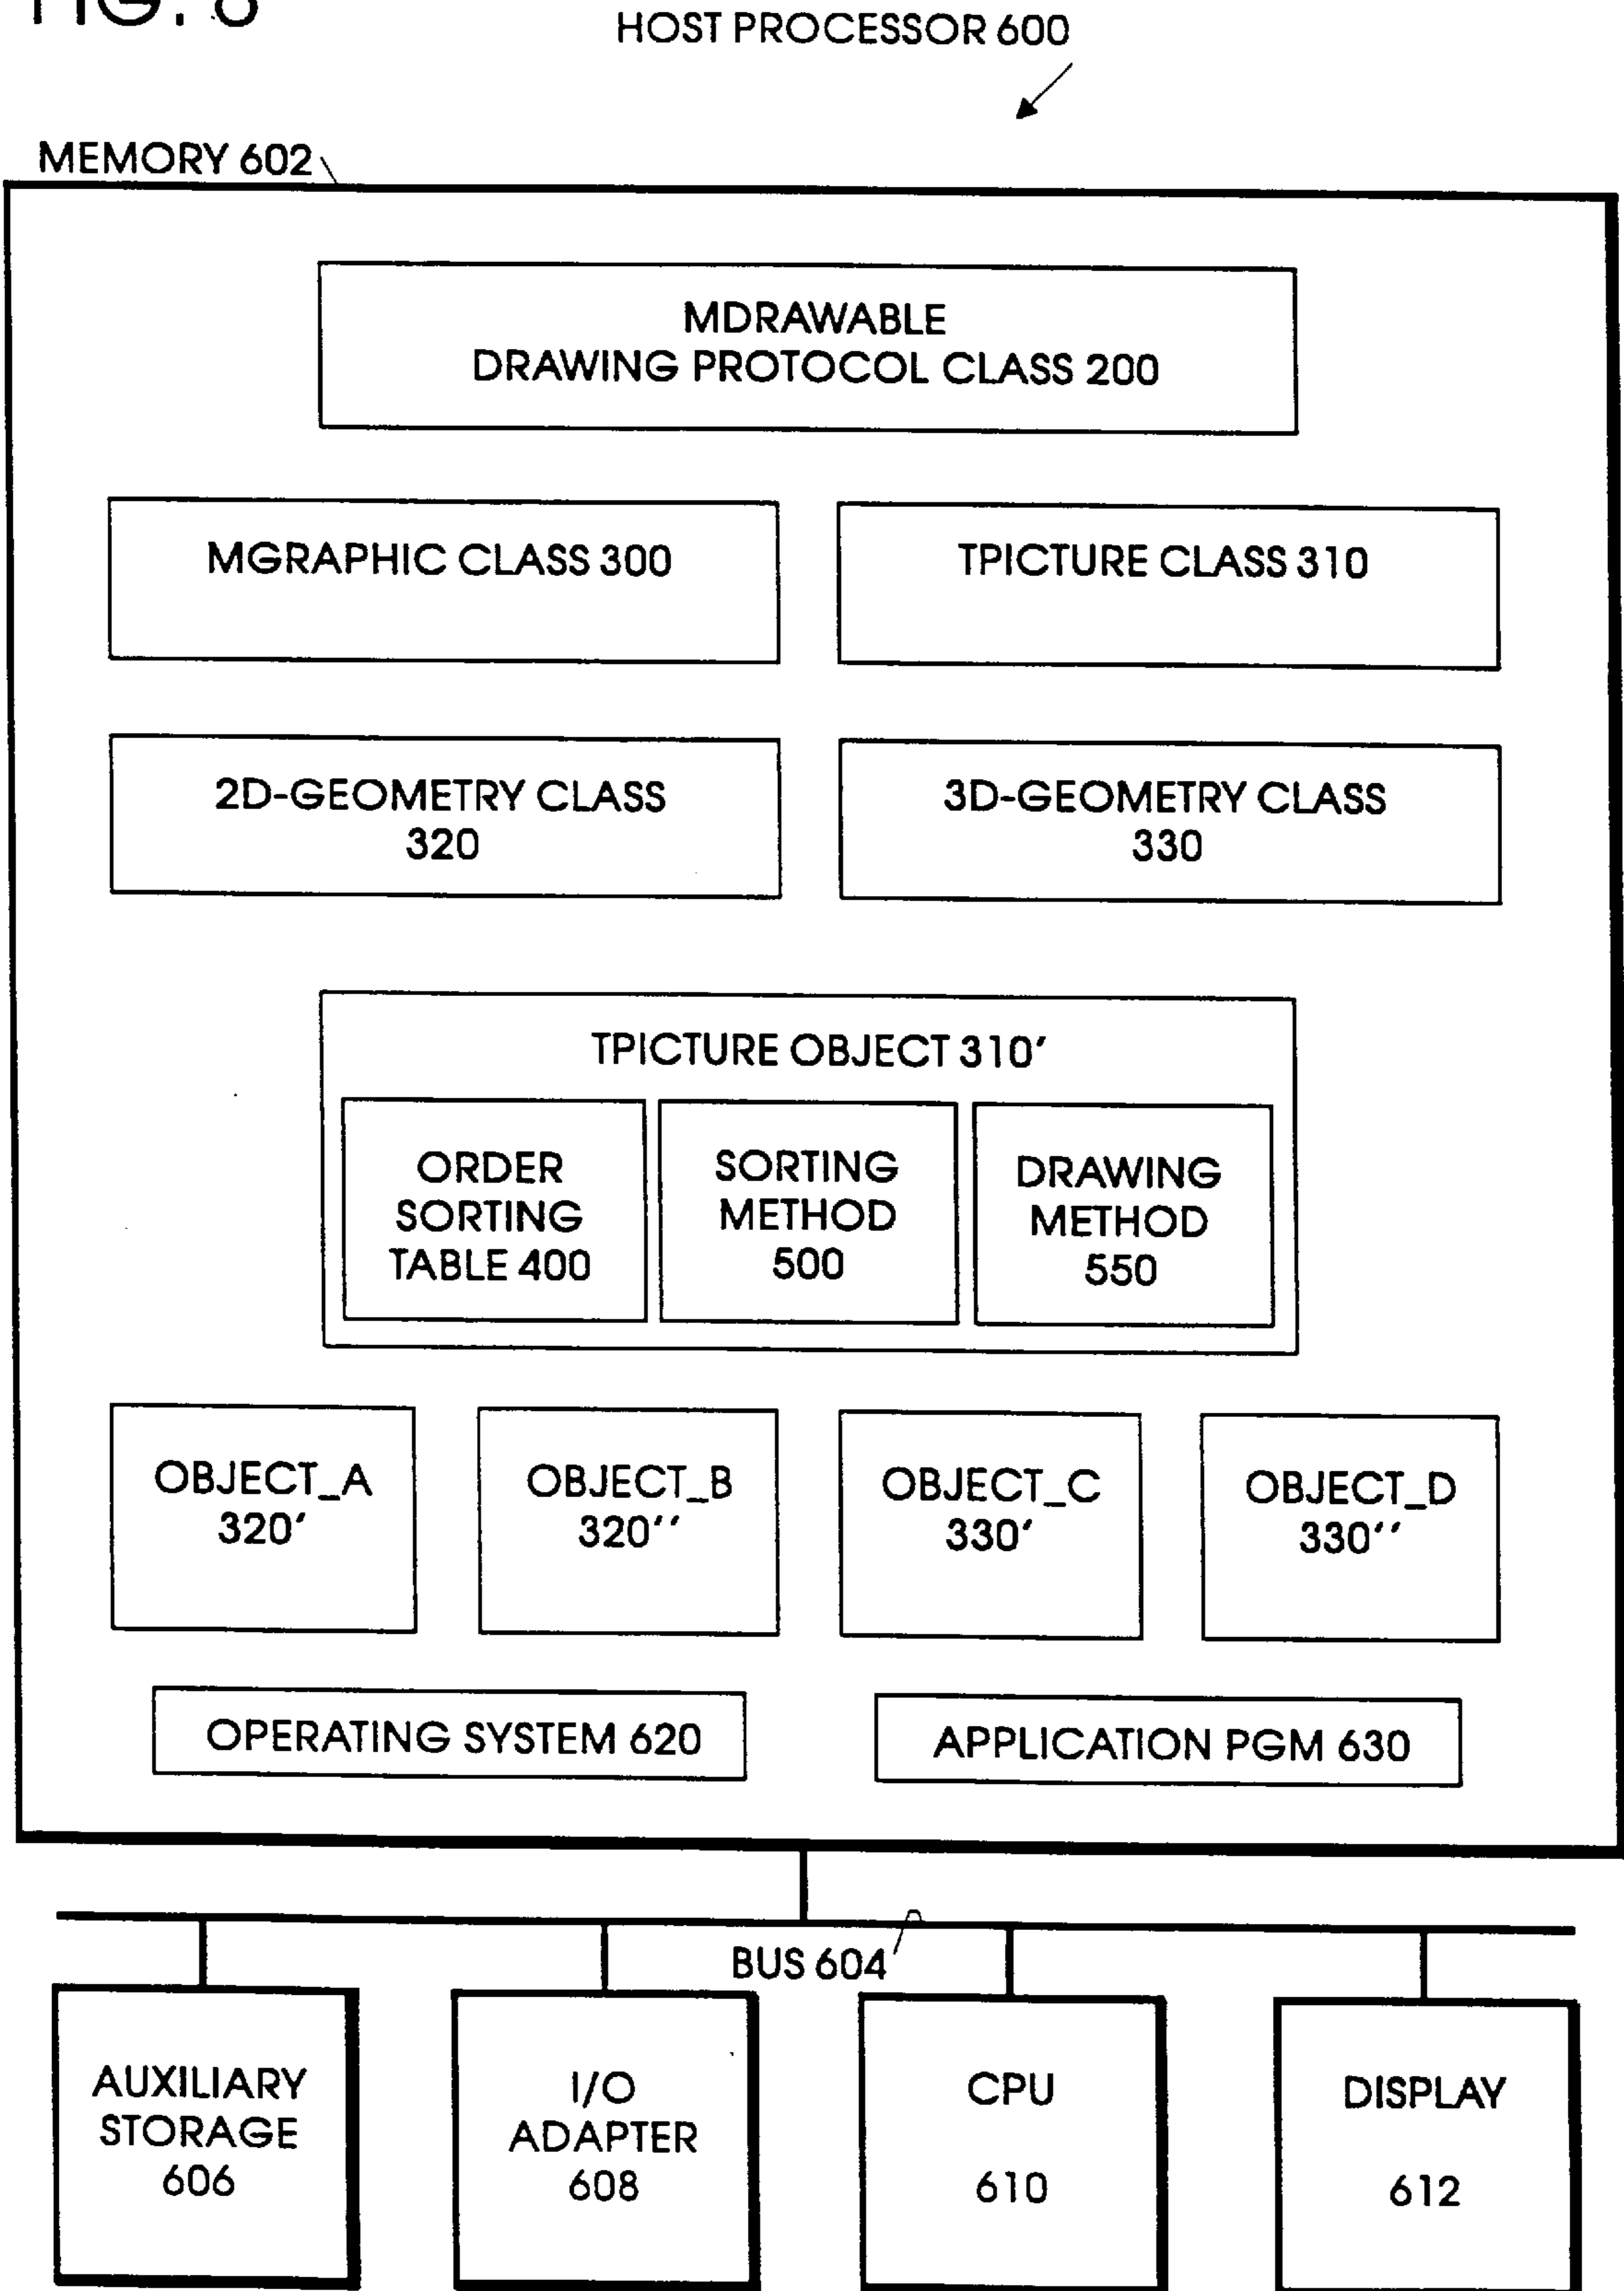 FIG. 6
HOST PROCESSOR 600
MEMORY 602
MDRAWABLE
DRAWING PROTOCOL CLASS 200
MGRAPHIC CLASS 300
TPICTURE CLASS 310
2D-GEOMETRY CLASS
320
3D-GEOMETRY CLASS
330
TPICTURE OBJECT 310'
ORDER
SORTING
TABLE 400
SORTING
METHOD
500
DRAWING
METHOD
550
OBJECT_A
320'
OBJECT_B
320''
OBJECT_C
330'
OBJECT_D
330''
OPERATING SYSTEM 620
APPLICATION PGM 630
BUS 604
AUXILIARY
STORAGE
606
I/O
ADAPTER
608
CPU
610
DISPLAY
612